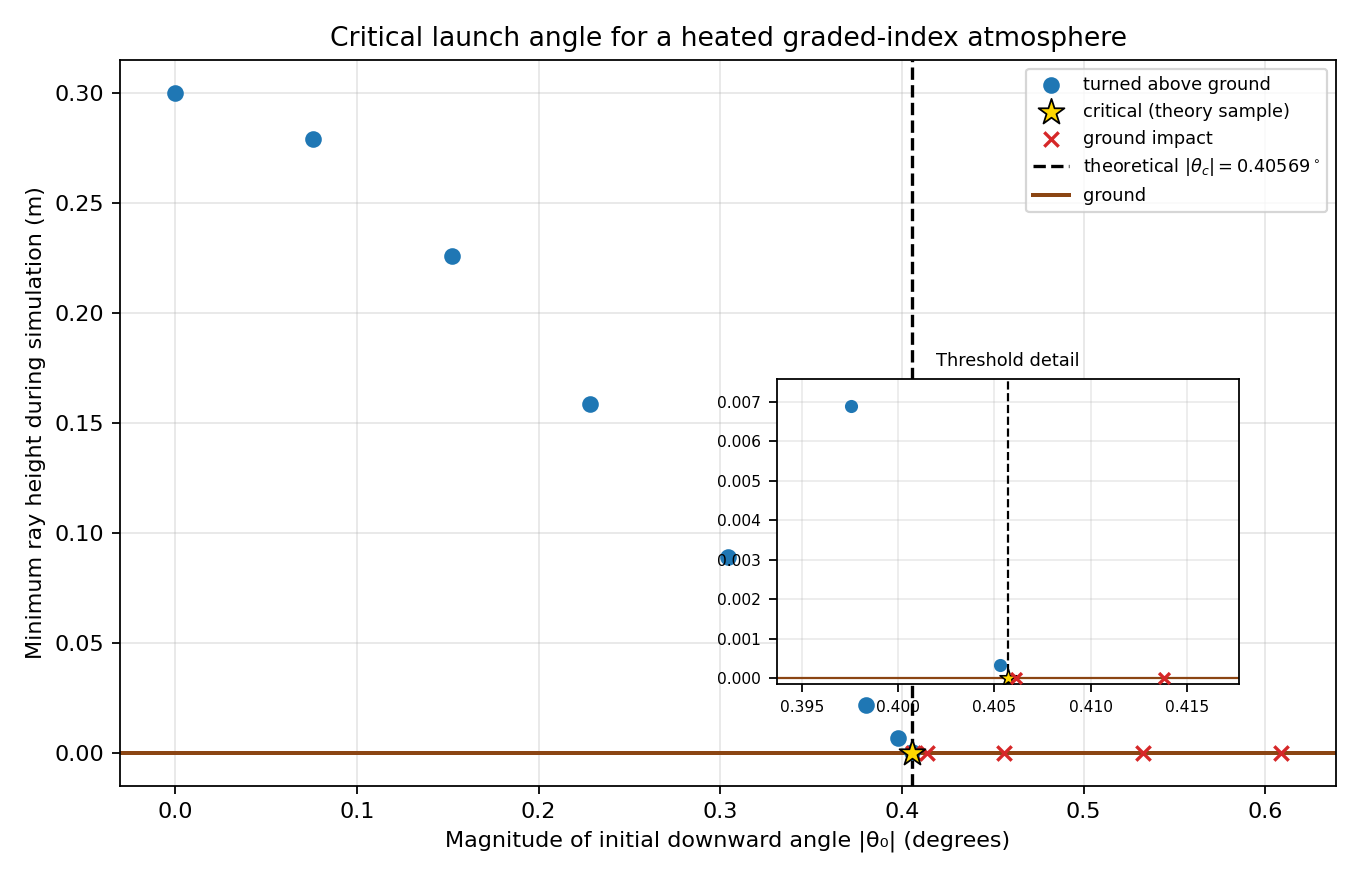 Critical launch angle for a heated graded-index atmosphere
Minimum ray height during simulation (m)
0.30
0.25
0.20
0.15
0.10
0.05
0.00
turned above ground
critical (theory sample)
ground impact
theoretical |θ_c| = 0.40569°
ground
Threshold detail
0.007
0.006
0.005
0.004
0.003
0.002
0.001
0.000
0.395 0.400 0.405 0.410 0.415
0.0 0.1 0.2 0.3 0.4 0.5 0.6
Magnitude of initial downward angle |θ₀| (degrees)